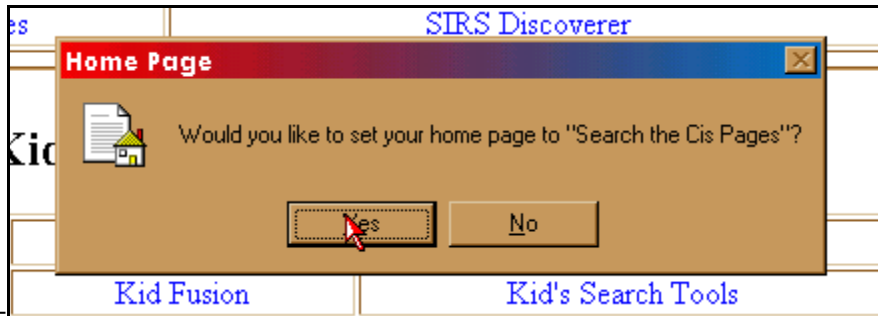 es SIRS Discoverer
Home Page
Kid
Would you like to set your home page to "Search the Cis Pages"?
Yes No
Kid Fusion Kid's Search Tools